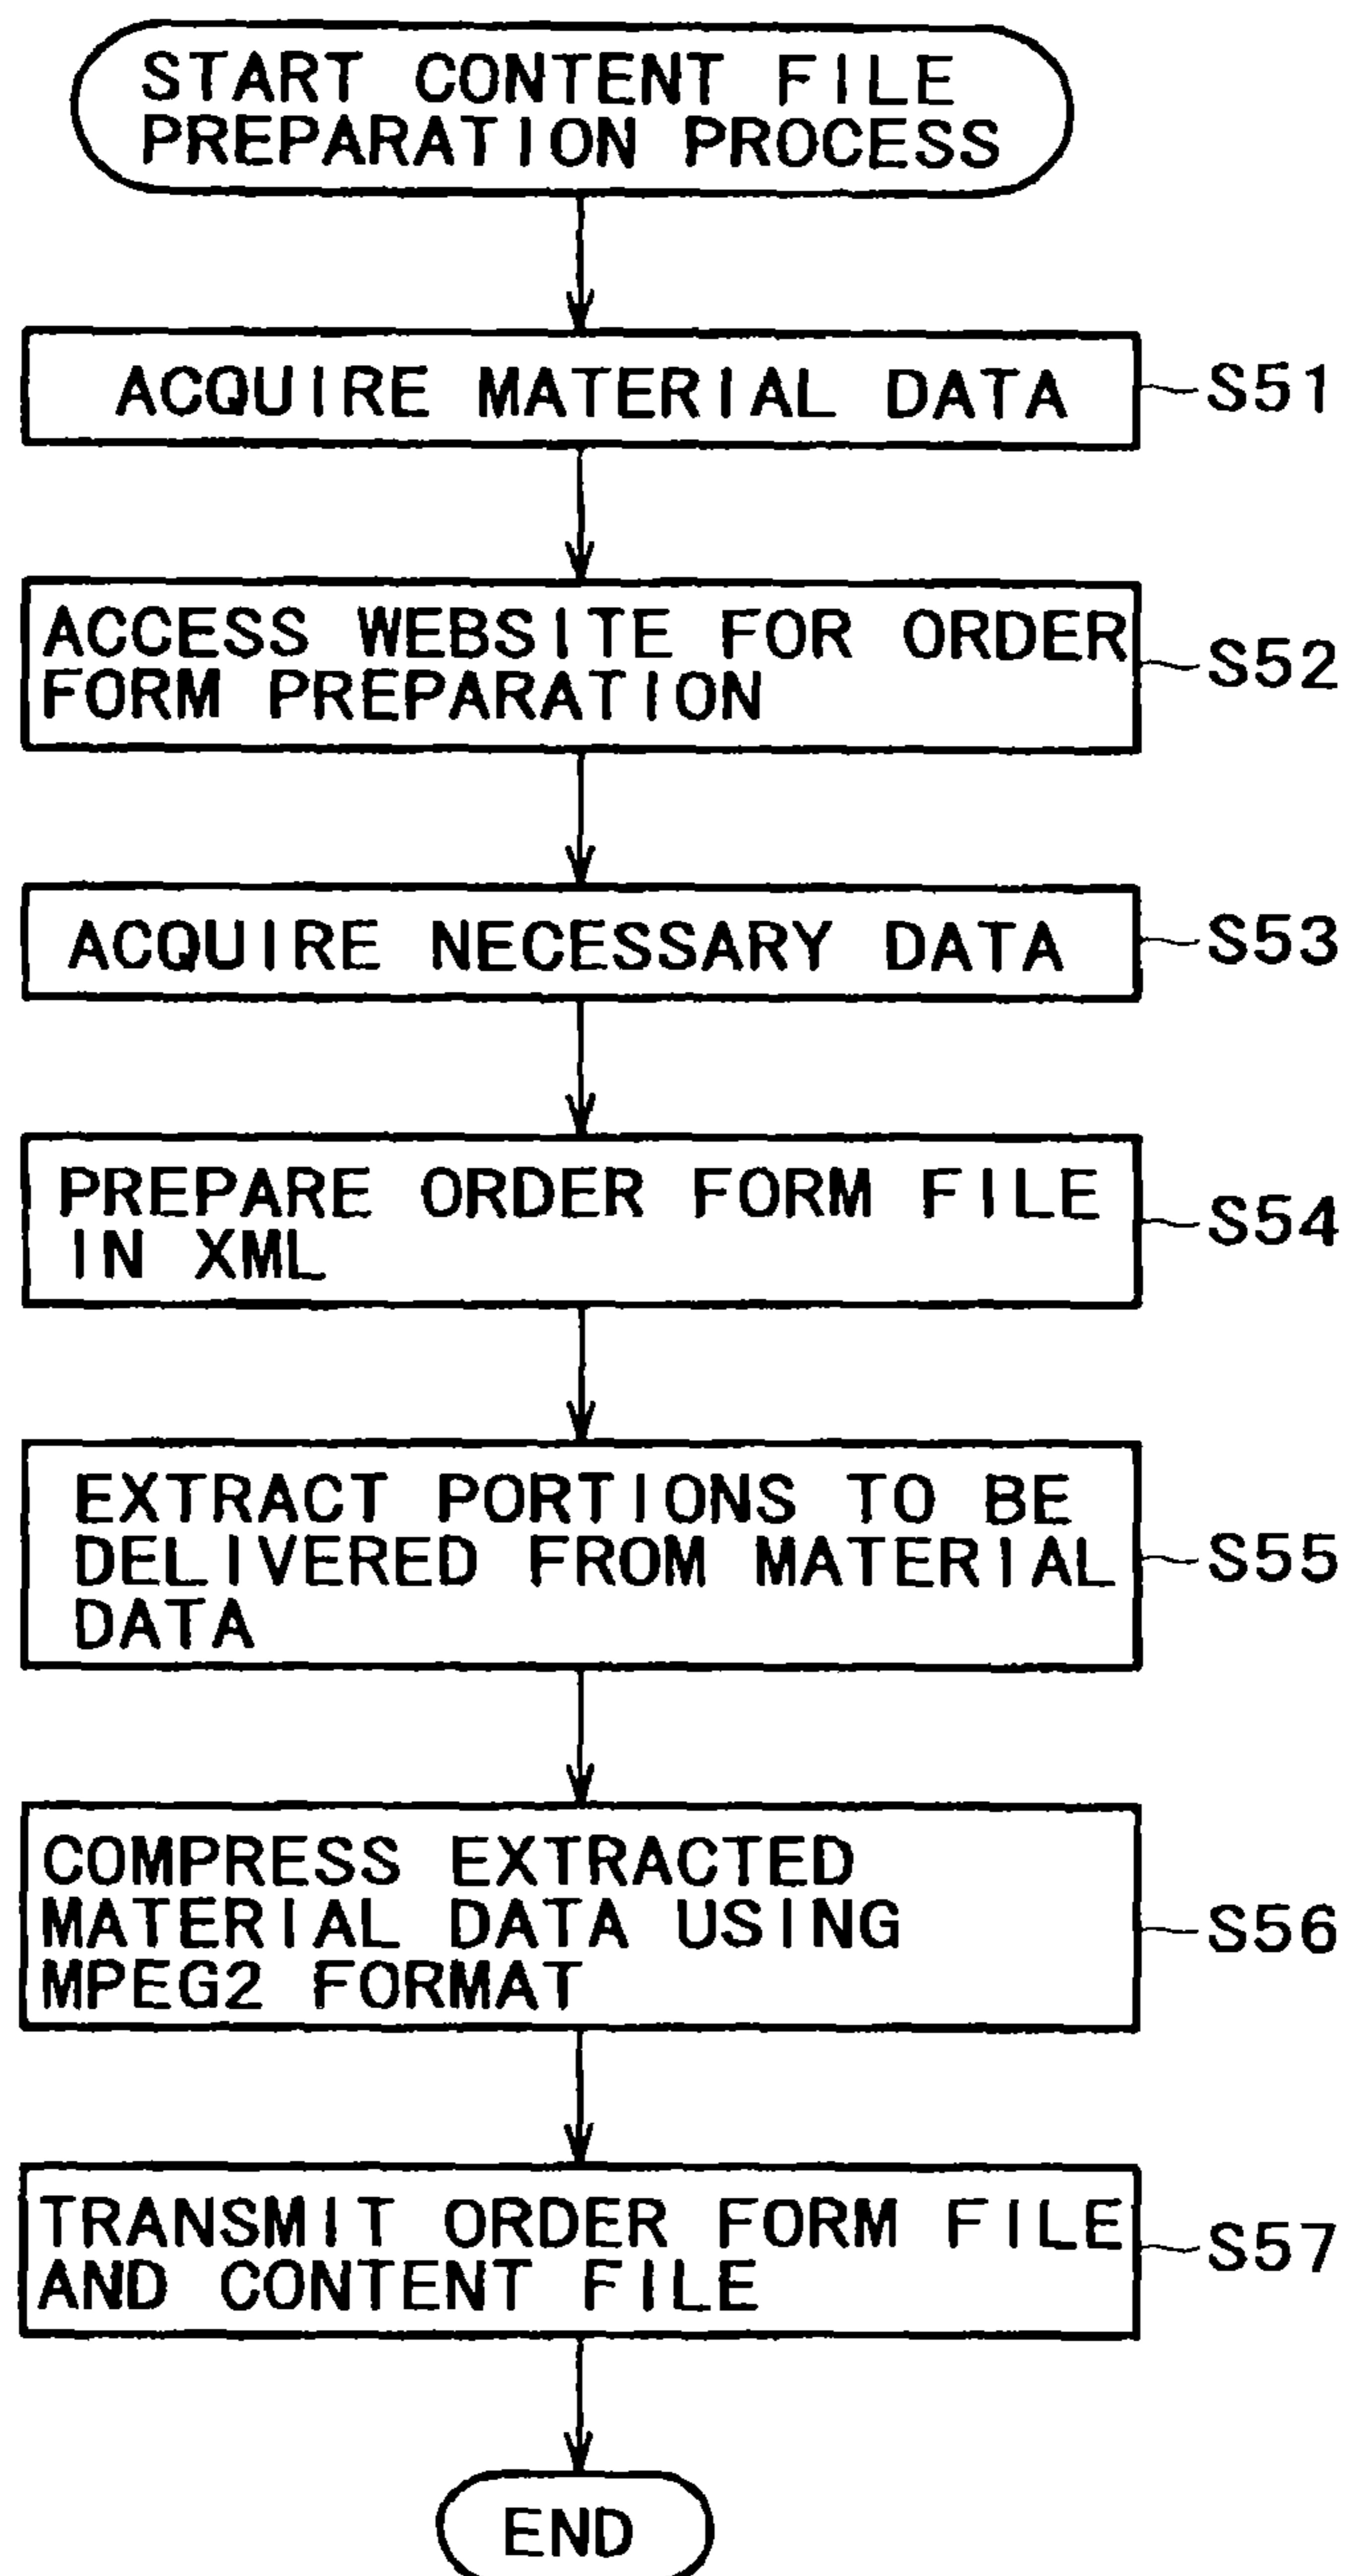 START CONTENT FILE
PREPARATION PROCESS
ACQUIRE MATERIAL DATA
S51
ACCESS WEBSITE FOR ORDER
FORM PREPARATION
S52
ACQUIRE NECESSARY DATA
S53
PREPARE ORDER FORM FILE
IN XML
S54
EXTRACT PORTIONS TO BE
DELIVERED FROM MATERIAL
DATA
S55
COMPRESS EXTRACTED
MATERIAL DATA USING
MPEG2 FORMAT
S56
TRANSMIT ORDER FORM FILE
AND CONTENT FILE
S57
END